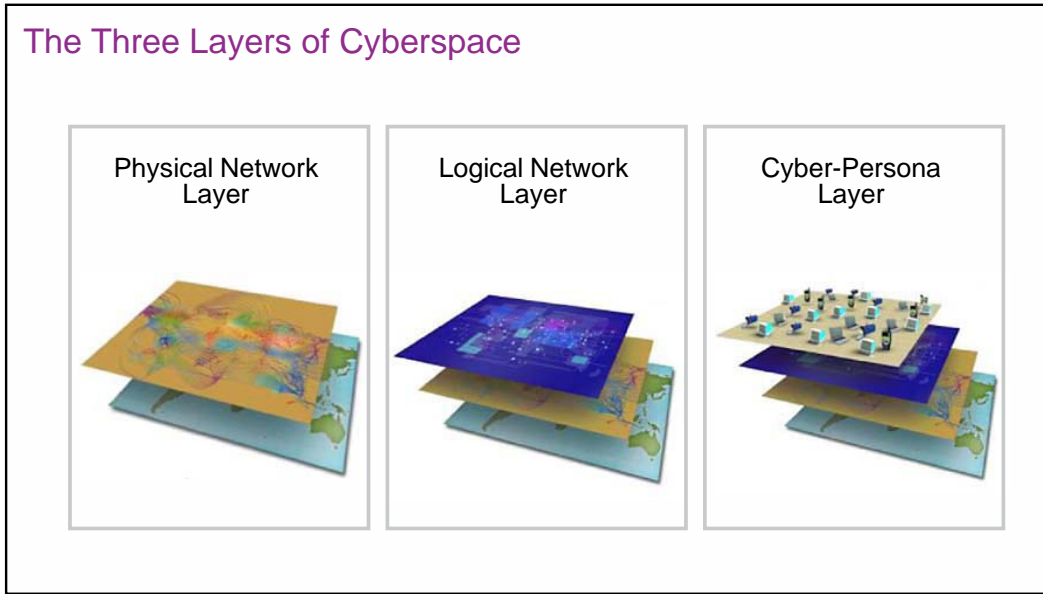 The Three Layers of Cyberspace
Physical Network
Layer
Logical Network
Layer
Cyber-Persona
Layer